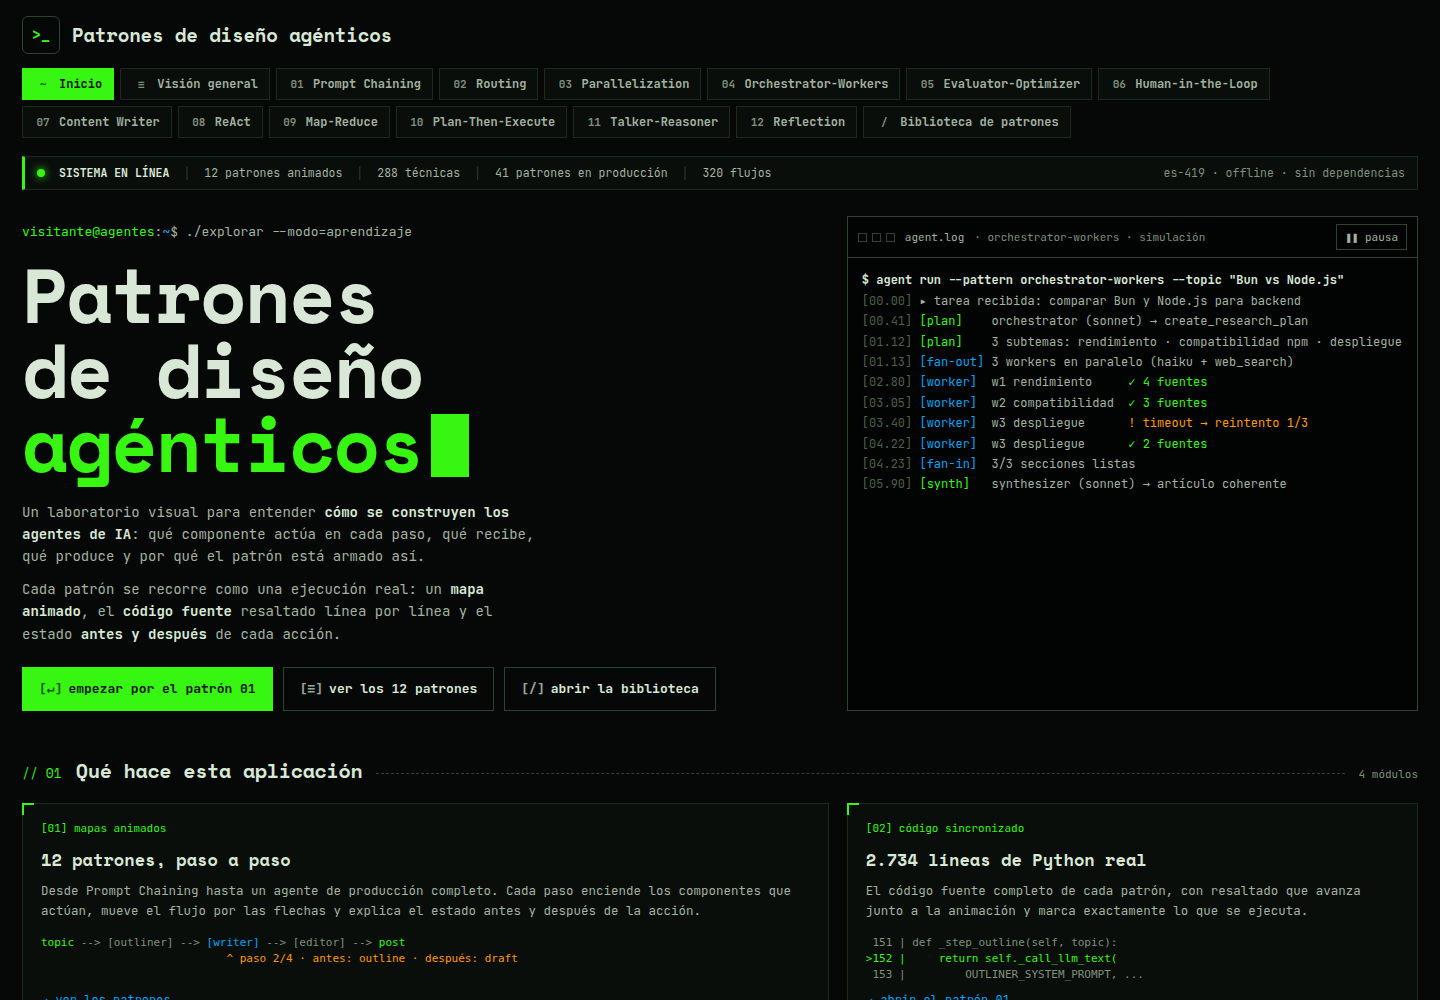 >_ Patrones de diseño agénticos
~ Inicio ≡ Visión general 01 Prompt Chaining 02 Routing 03 Parallelization 04 Orchestrator-Workers 05 Evaluator-Optimizer 06 Human-in-the-Loop
07 Content Writer 08 ReAct 09 Map-Reduce 10 Plan-Then-Execute 11 Talker-Reasoner 12 Reflection / Biblioteca de patrones
SISTEMA EN LÍNEA | 12 patrones animados | 288 técnicas | 41 patrones en producción | 320 flujos es-419 · offline · sin dependencias
visitante@agentes:~$ ./explorar --modo=aprendizaje
Patrones
de diseño
agénticos
Un laboratorio visual para entender cómo se construyen los
agentes de IA: qué componente actúa en cada paso, qué recibe,
qué produce y por qué el patrón está armado así.
Cada patrón se recorre como una ejecución real: un mapa
animado, el código fuente resaltado línea por línea y el
estado antes y después de cada acción.
[↵] empezar por el patrón 01 [≡] ver los 12 patrones [/] abrir la biblioteca
agent.log · orchestrator-workers · simulación ❚❚ pausa
$ agent run --pattern orchestrator-workers --topic "Bun vs Node.js"
[00.00] ▸ tarea recibida: comparar Bun y Node.js para backend
[00.41] [plan] orchestrator (sonnet) → create_research_plan
[01.12] [plan] 3 subtemas: rendimiento · compatibilidad npm · despliegue
[01.13] [fan-out] 3 workers en paralelo (haiku + web_search)
[02.80] [worker] w1 rendimiento ✓ 4 fuentes
[03.05] [worker] w2 compatibilidad ✓ 3 fuentes
[03.40] [worker] w3 despliegue ! timeout → reintento 1/3
[04.22] [worker] w3 despliegue ✓ 2 fuentes
[04.23] [fan-in] 3/3 secciones listas
[05.90] [synth] synthesizer (sonnet) → artículo coherente
// 01 Qué hace esta aplicación 4 módulos
[01] mapas animados
12 patrones, paso a paso
Desde Prompt Chaining hasta un agente de producción completo. Cada paso enciende los componentes que
actúan, mueve el flujo por las flechas y explica el estado antes y después de la acción.
topic --> [outliner] --> [writer] --> [editor] --> post
^ paso 2/4 · antes: outline · después: draft
→ ver los patrones
[02] código sincronizado
2.734 líneas de Python real
El código fuente completo de cada patrón, con resaltado que avanza
junto a la animación y marca exactamente lo que se ejecuta.
151 | def _step_outline(self, topic):
>152 | return self._call_llm_text(
153 | OUTLINER_SYSTEM_PROMPT, ...
→ abrir el patrón 01